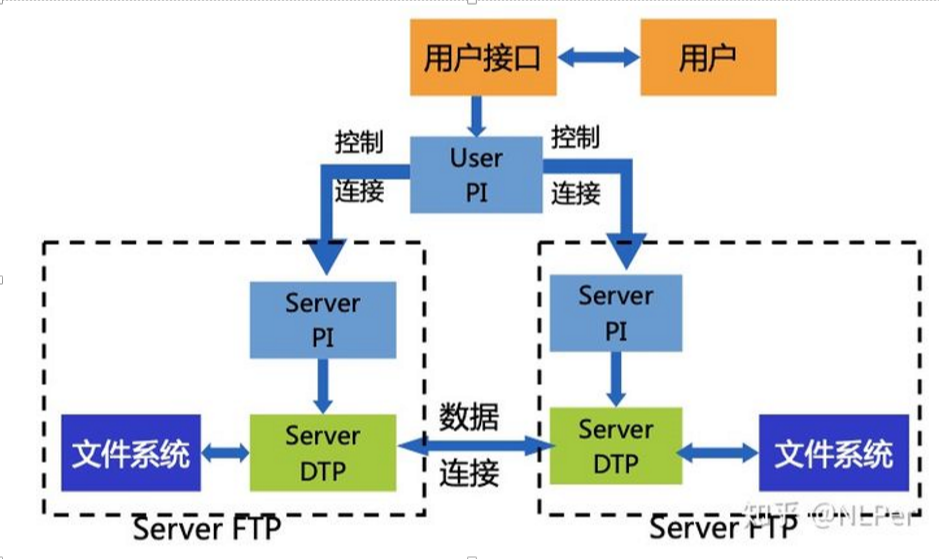 用户接口
用户
控制
连接
User
PI
控制
连接
Server
PI
Server
PI
文件系统
Server
DTP
数据
连接
Server
DTP
文件系统
Server FTP
Server FTP
知乎 @NLPer